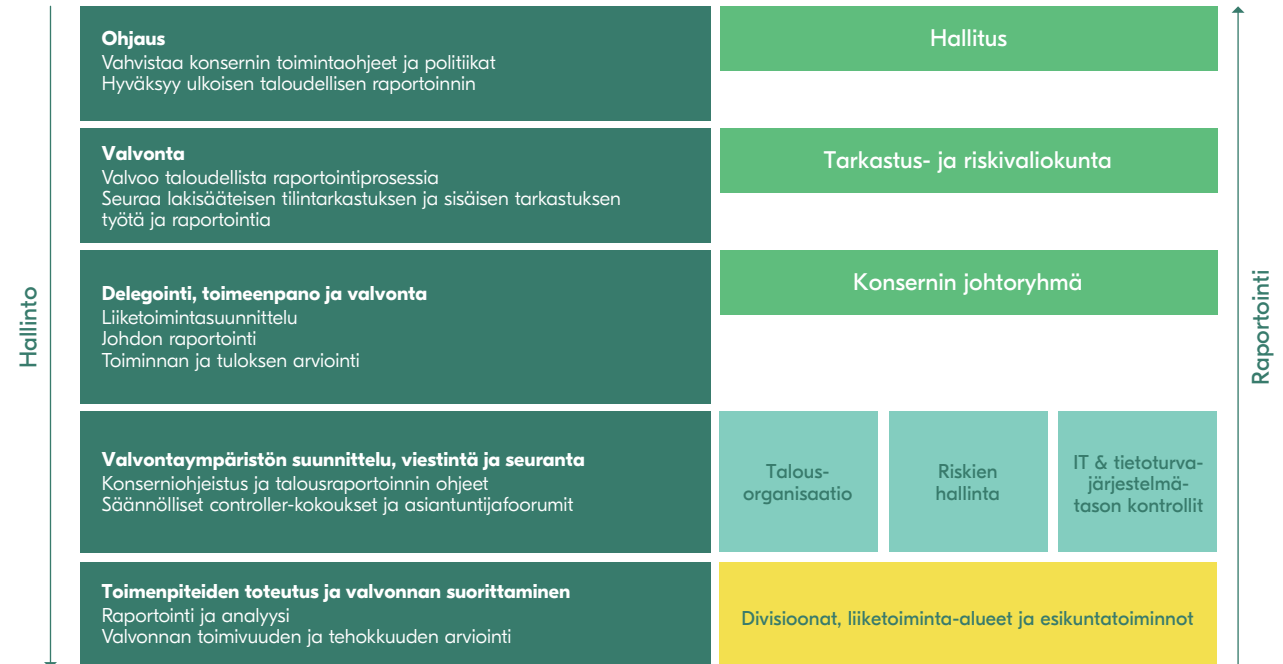 Hallinto
Ohjaus
Vahvistaa konsernin toimintaohjeet ja politiikat
Hyväksyy ulkoisen taloudellisen raportoinnin
Hallitus
Valvonta
Valvoo taloudellista raportointiprosessia
Seuraa lakisääteisen tilintarkastuksen ja sisäisen tarkastuksen
työtä ja raportointia
Tarkastus- ja riskivaliokunta
Delegointi, toimeenpano ja valvonta
Liiketoimintasuunnittelu
Johdon raportointi
Toiminnan ja tuloksen arviointi
Konsernin johtoryhmä
Valvontaympäristön suunnittelu, viestintä ja seuranta
Konserniohjeistus ja talousraportoinnin ohjeet
Säännölliset controller-kokoukset ja asiantuntijafoorumit
Talous-
organisaatio
Riskien
hallinta
IT & tietoturva-
järjestelmä-
tason kontrollit
Toimenpiteiden toteutus ja valvonnan suorittaminen
Raportointi ja analyysi
Valvonnan toimivuuden ja tehokkuuden arviointi
Divisioonat, liiketoiminta-alueet ja esikuntatoiminnot
Raportointi